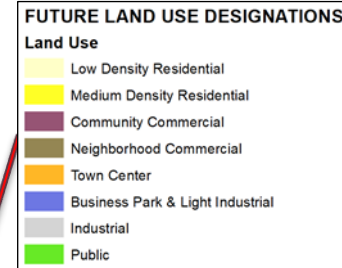 FUTURE LAND USE DESIGNATIONS
Land Use
Low Density Residential
Medium Density Residential
Community Commercial
Neighborhood Commercial
Town Center
Business Park & Light Industrial
Industrial
Public